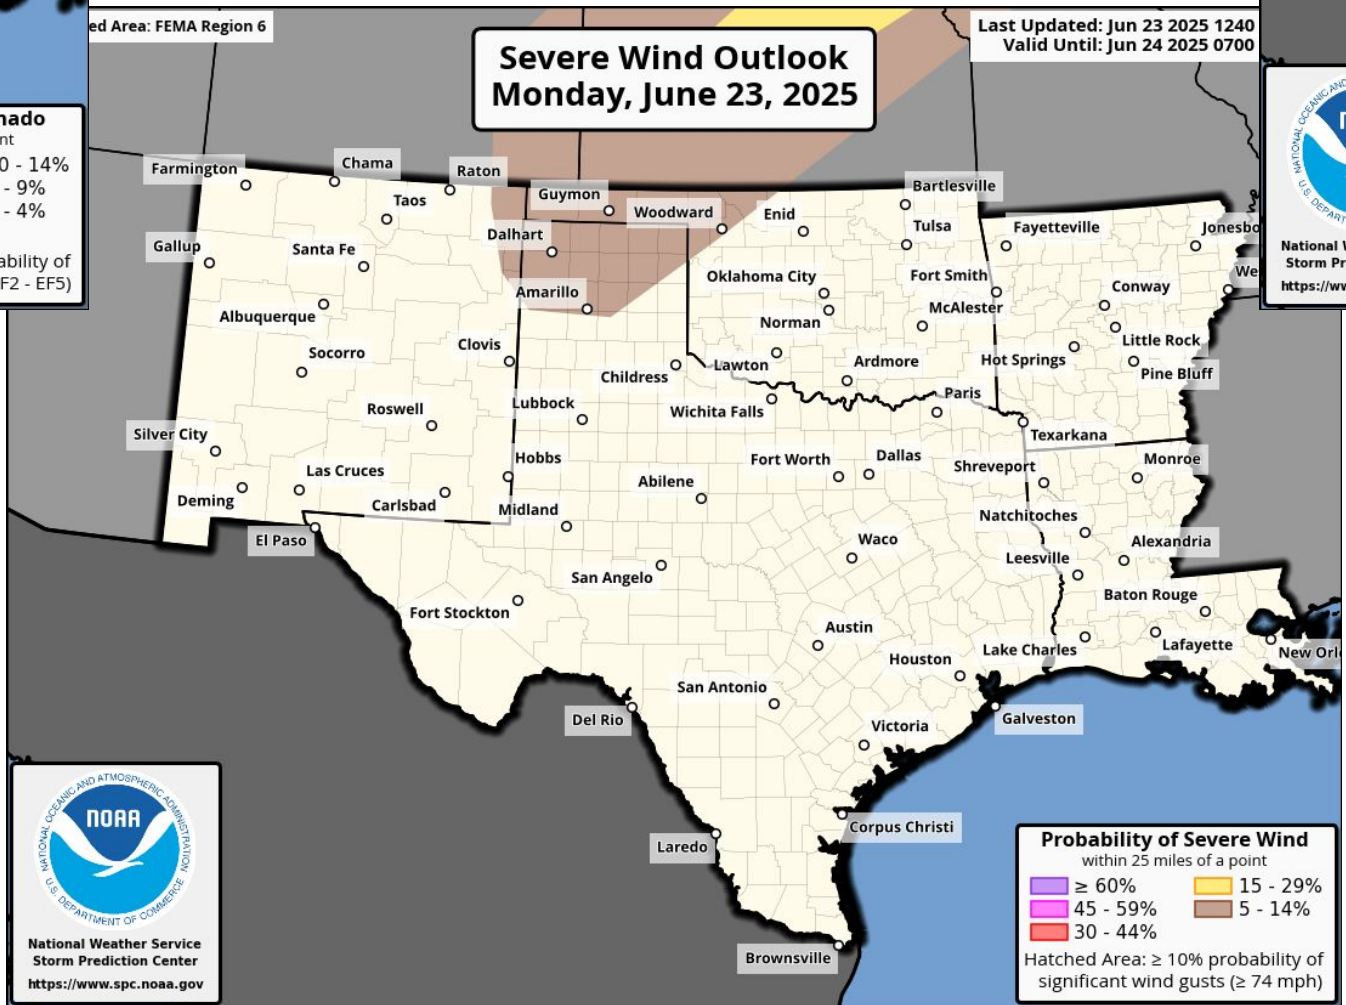 ed Area: FEMA Region 6
Severe Wind Outlook
Monday, June 23, 2025
Last Updated: Jun 23 2025 1240
Valid Until: Jun 24 2025 0700
nado
nt
0 - 14%
- 9%
- 4%
ability of
F2 - EF5)
Farmington
Chama
Raton
Taos
Guymon
Woodward
Enid
Bartlesville
Tulsa
Fayetteville
Jonesbo
Gallup
Santa Fe
Dalhart
Oklahoma City
Fort Smith
We
Amarillo
Conway
Albuquerque
Norman
McAlester
Little Rock
Socorro
Clovis
Childress
Lawton
Ardmore
Hot Springs
Pine Bluff
Roswell
Lubbock
Wichita Falls
Paris
Texarkana
Silver City
Las Cruces
Hobbs
Fort Worth
Dallas
Shreveport
Monroe
Deming
Carlsbad
Midland
Abilene
Natchitoches
El Paso
Waco
Leesville
Alexandria
San Angelo
Fort Stockton
Baton Rouge
Austin
Houston
Lake Charles
Lafayette
New Orl
San Antonio
Del Rio
Victoria
Galveston
Corpus Christi
Laredo
Brownsville
NATIONAL OCEANIC AND ATMOSPHERIC ADMINISTRATION
NOAA
U.S. DEPARTMENT OF COMMERCE
National Weather Service
Storm Prediction Center
https://www.spc.noaa.gov
Probability of Severe Wind
within 25 miles of a point
≥ 60%
15 - 29%
45 - 59%
5 - 14%
30 - 44%
Hatched Area: ≥ 10% probability of
significant wind gusts (≥ 74 mph)
National W
Storm Pr
https://ww